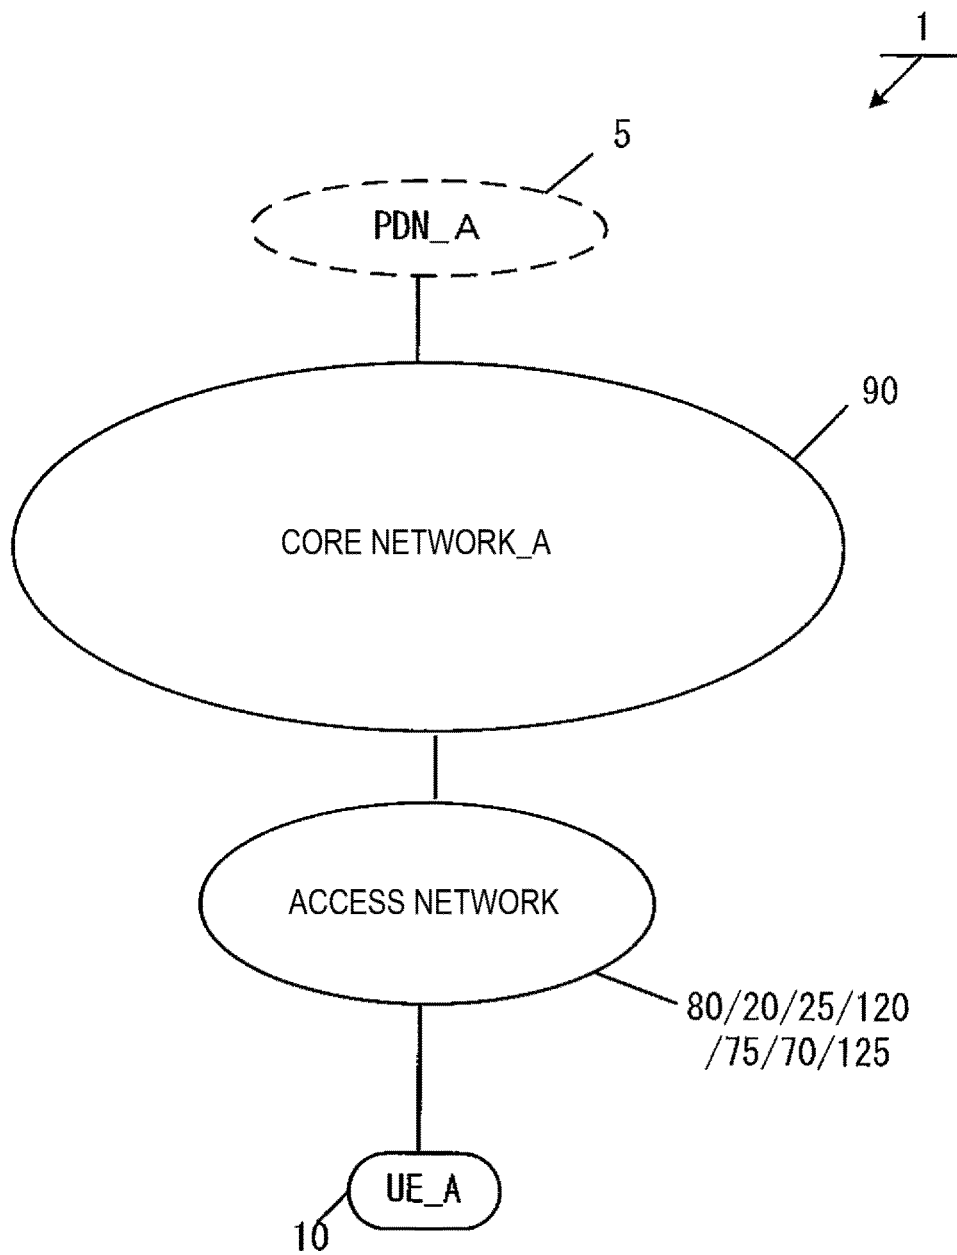 1
5
PDN_A
90
CORE NETWORK_A
ACCESS NETWORK
80/20/25/120
/75/70/125
UE_A
10